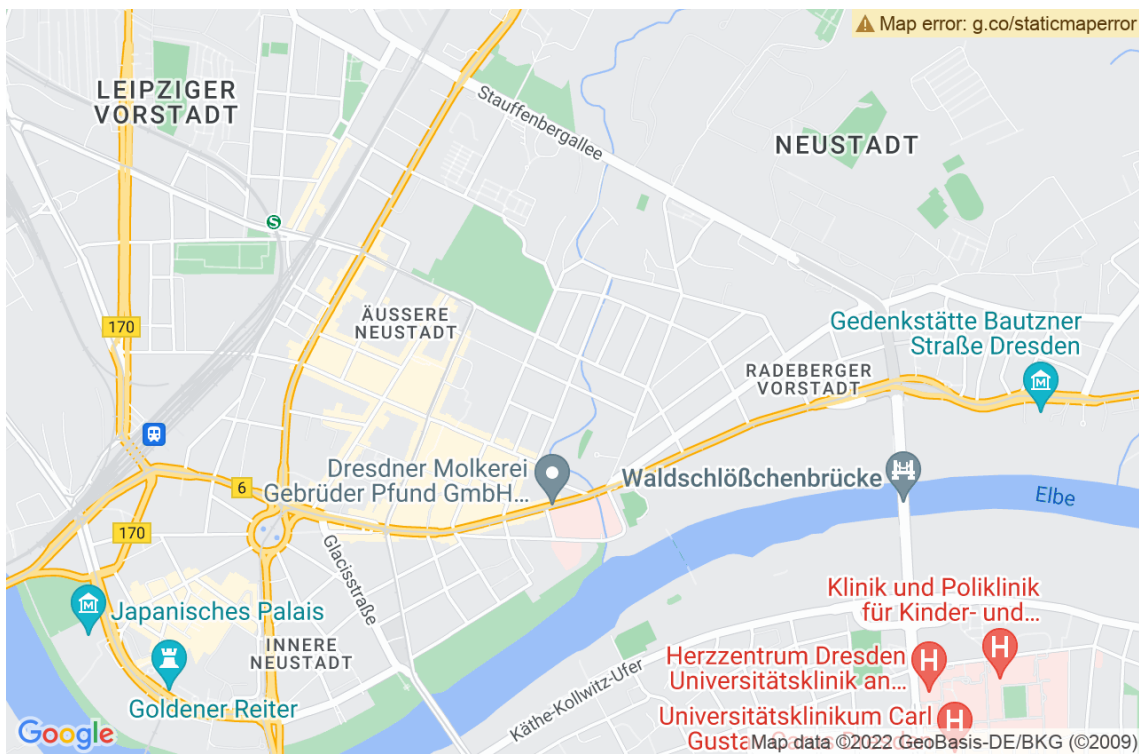 Map error: g.co/staticmaperror
LEIPZIGER
VORSTADT
Stauffenbergallee
NEUSTADT
S
ÄUSSERE
NEUSTADT
170
Gedenkstätte Bautzner
Straße Dresden
M
RADEBERGER
VORSTADT
Dresdner Molkerei
Gebrüder Pfund GmbH...
Waldschlößchenbrücke
6
Elbe
170
Glacisstraße
Klinik und Poliklinik
für Kinder- und...
M
Japanisches Palais
INNERE
NEUSTADT
Herzzentrum Dresden
Universitätsklinik an...
H
H
Goldener Reiter
Käthe-Kollwitz-Ufer
Universitätsklinikum Carl
H
Google
Map data ©2022 GeoBasis-DE/BKG (©2009)